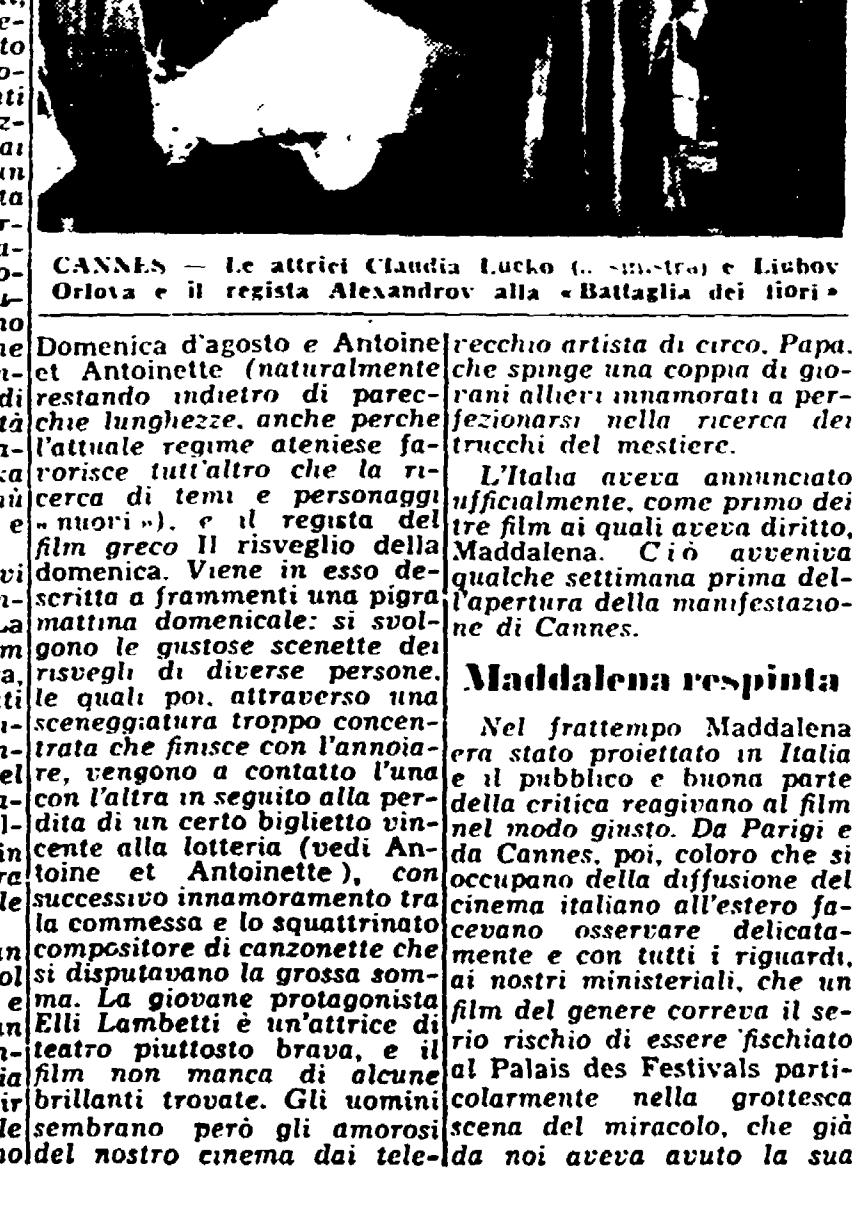 CANNES — Le attrici Claudia Lucko e Liubov
Orlova e il regista Alexandrov alla «Battaglia dei fiori»
Domenica d'agosto e Antoine
et Antoinette (naturalmente
restando indietro di parec-
chie lunghezze, anche perche
l'attuale regime ateniese fa-
vorisce tutt'altro che la ri-
cerca di temi e personaggi
«nuovi»), e il regista del
film greco Il risveglio della
domenica. Viene in esso de-
scritta a frammenti una pigra
mattina domenicale: si svol-
gono le gustose scenette dei
risvegli di diverse persone,
le quali poi, attraverso una
sceneggiatura troppo concen-
trata che finisce con l'annoia-
re, vengono a contatto l'una
con l'altra in seguito alla per-
dita di un certo biglietto vin-
cente alla lotteria (vedi An-
toine et Antoinette), con
successivo innamoramento tra
la commessa e lo squattrinato
compositore di canzonette che
si disputavano la grossa som-
ma. La giovane protagonista
Elli Lambetti è un'attrice di
teatro piuttosto brava, e il
film non manca di alcune
brillanti trovate. Gli uomini
sembrano però gli amorosi
del nostro cinema dai tele-
vecchio artista di circo, Papa,
che spinge una coppia di gio-
vani allievi innamorati a per-
fezionarsi nella ricerca dei
trucchi del mestiere.
L'Italia aveva annunciato
ufficialmente, come primo dei
tre film ai quali aveva diritto,
Maddalena. Ciò avveniva
qualche settimana prima del-
l'apertura della manifestazio-
ne di Cannes.
Maddalena respinta
Nel frattempo Maddalena
era stato proiettato in Italia
e il pubblico e buona parte
della critica reagivano al film
nel modo giusto. Da Parigi e
da Cannes, poi, coloro che si
occupano della diffusione del
cinema italiano all'estero fa-
cevano osservare delicata-
mente e con tutti i riguardi,
ai nostri ministeriali, che un
film del genere correva il se-
rio rischio di essere fischiato
al Palais des Festivals parti-
colarmente nella grottesca
scena del miracolo, che già
da noi aveva avuto la sua